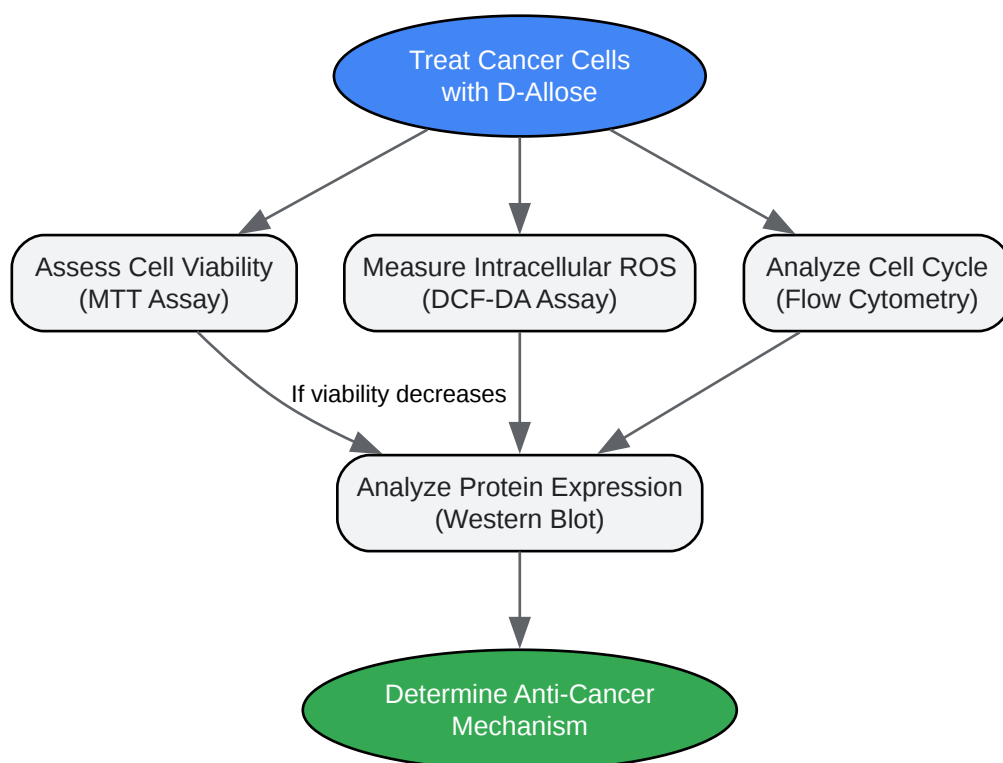 Treat Cancer Cells
with D-Allose
Assess Cell Viability
(MTT Assay)
Measure Intracellular ROS
(DCF-DA Assay)
Analyze Cell Cycle
(Flow Cytometry)
If viability decreases
Analyze Protein Expression
(Western Blot)
Determine Anti-Cancer
Mechanism